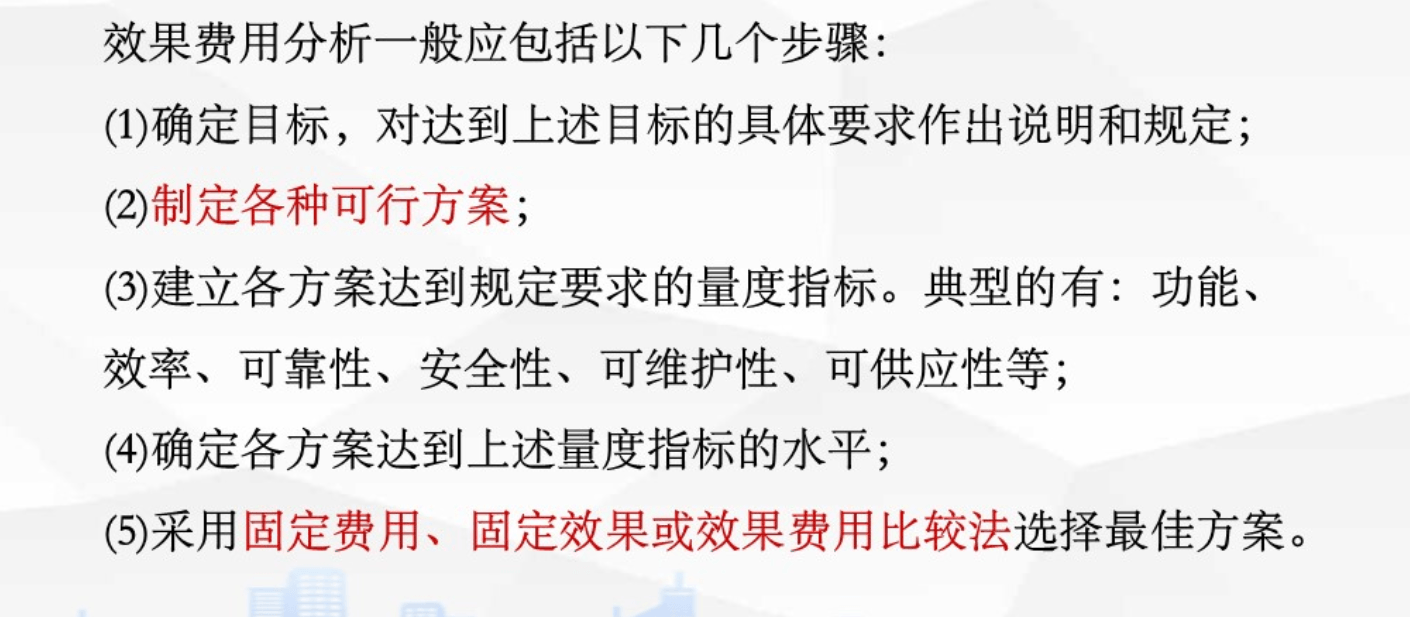 效果费用分析一般应包括以下几个步骤：
(1)确定目标，对达到上述目标的具体要求作出说明和规定；
(2)制定各种可行方案；
(3)建立各方案达到规定要求的量度指标。典型的有：功能、
效率、可靠性、安全性、可维护性、可供应性等；
(4)确定各方案达到上述量度指标的水平；
(5)采用固定费用、固定效果或效果费用比较法选择最佳方案。